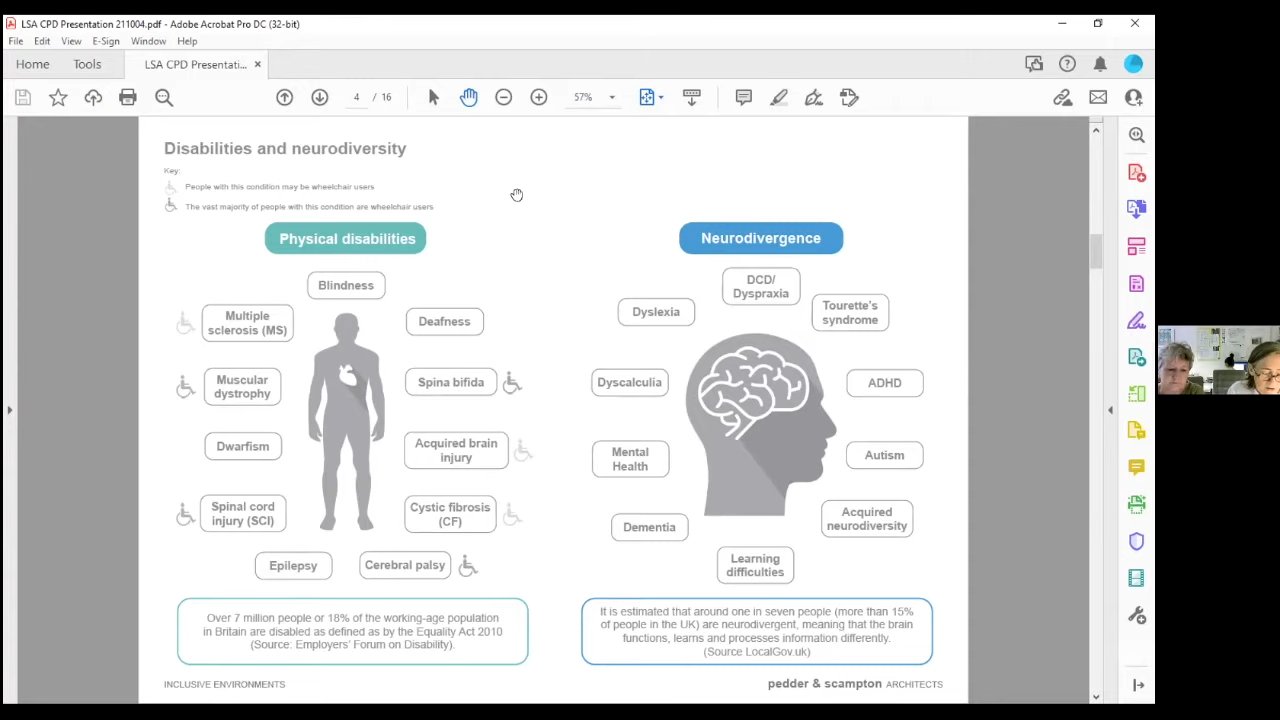 LSA CPD Presentation 211004.pdf - Adobe Acrobat Pro DC (32-bit)
File Edit View E-Sign Window Help
Home Tools LSA CPD Presentati... ×
4 / 16 57%
Disabilities and neurodiversity
Key:
People with this condition may be wheelchair users
The vast majority of people with this condition are wheelchair users
Physical disabilities
Blindness
Multiple
sclerosis (MS)
Deafness
Muscular
dystrophy
Spina bifida
Dwarfism
Acquired brain
injury
Spinal cord
injury (SCI)
Cystic fibrosis
(CF)
Epilepsy
Cerebral palsy
Over 7 million people or 18% of the working-age population
in Britain are disabled as defined as by the Equality Act 2010
(Source: Employers' Forum on Disability).
Neurodivergence
DCD/
Dyspraxia
Dyslexia
Tourette's
syndrome
Dyscalculia
ADHD
Mental
Health
Autism
Dementia
Acquired
neurodiversity
Learning
difficulties
It is estimated that around one in seven people (more than 15%
of people in the UK) are neurodivergent, meaning that the brain
functions, learns and processes information differently.
(Source LocalGov.uk)
INCLUSIVE ENVIRONMENTS
pedder & scampton ARCHITECTS